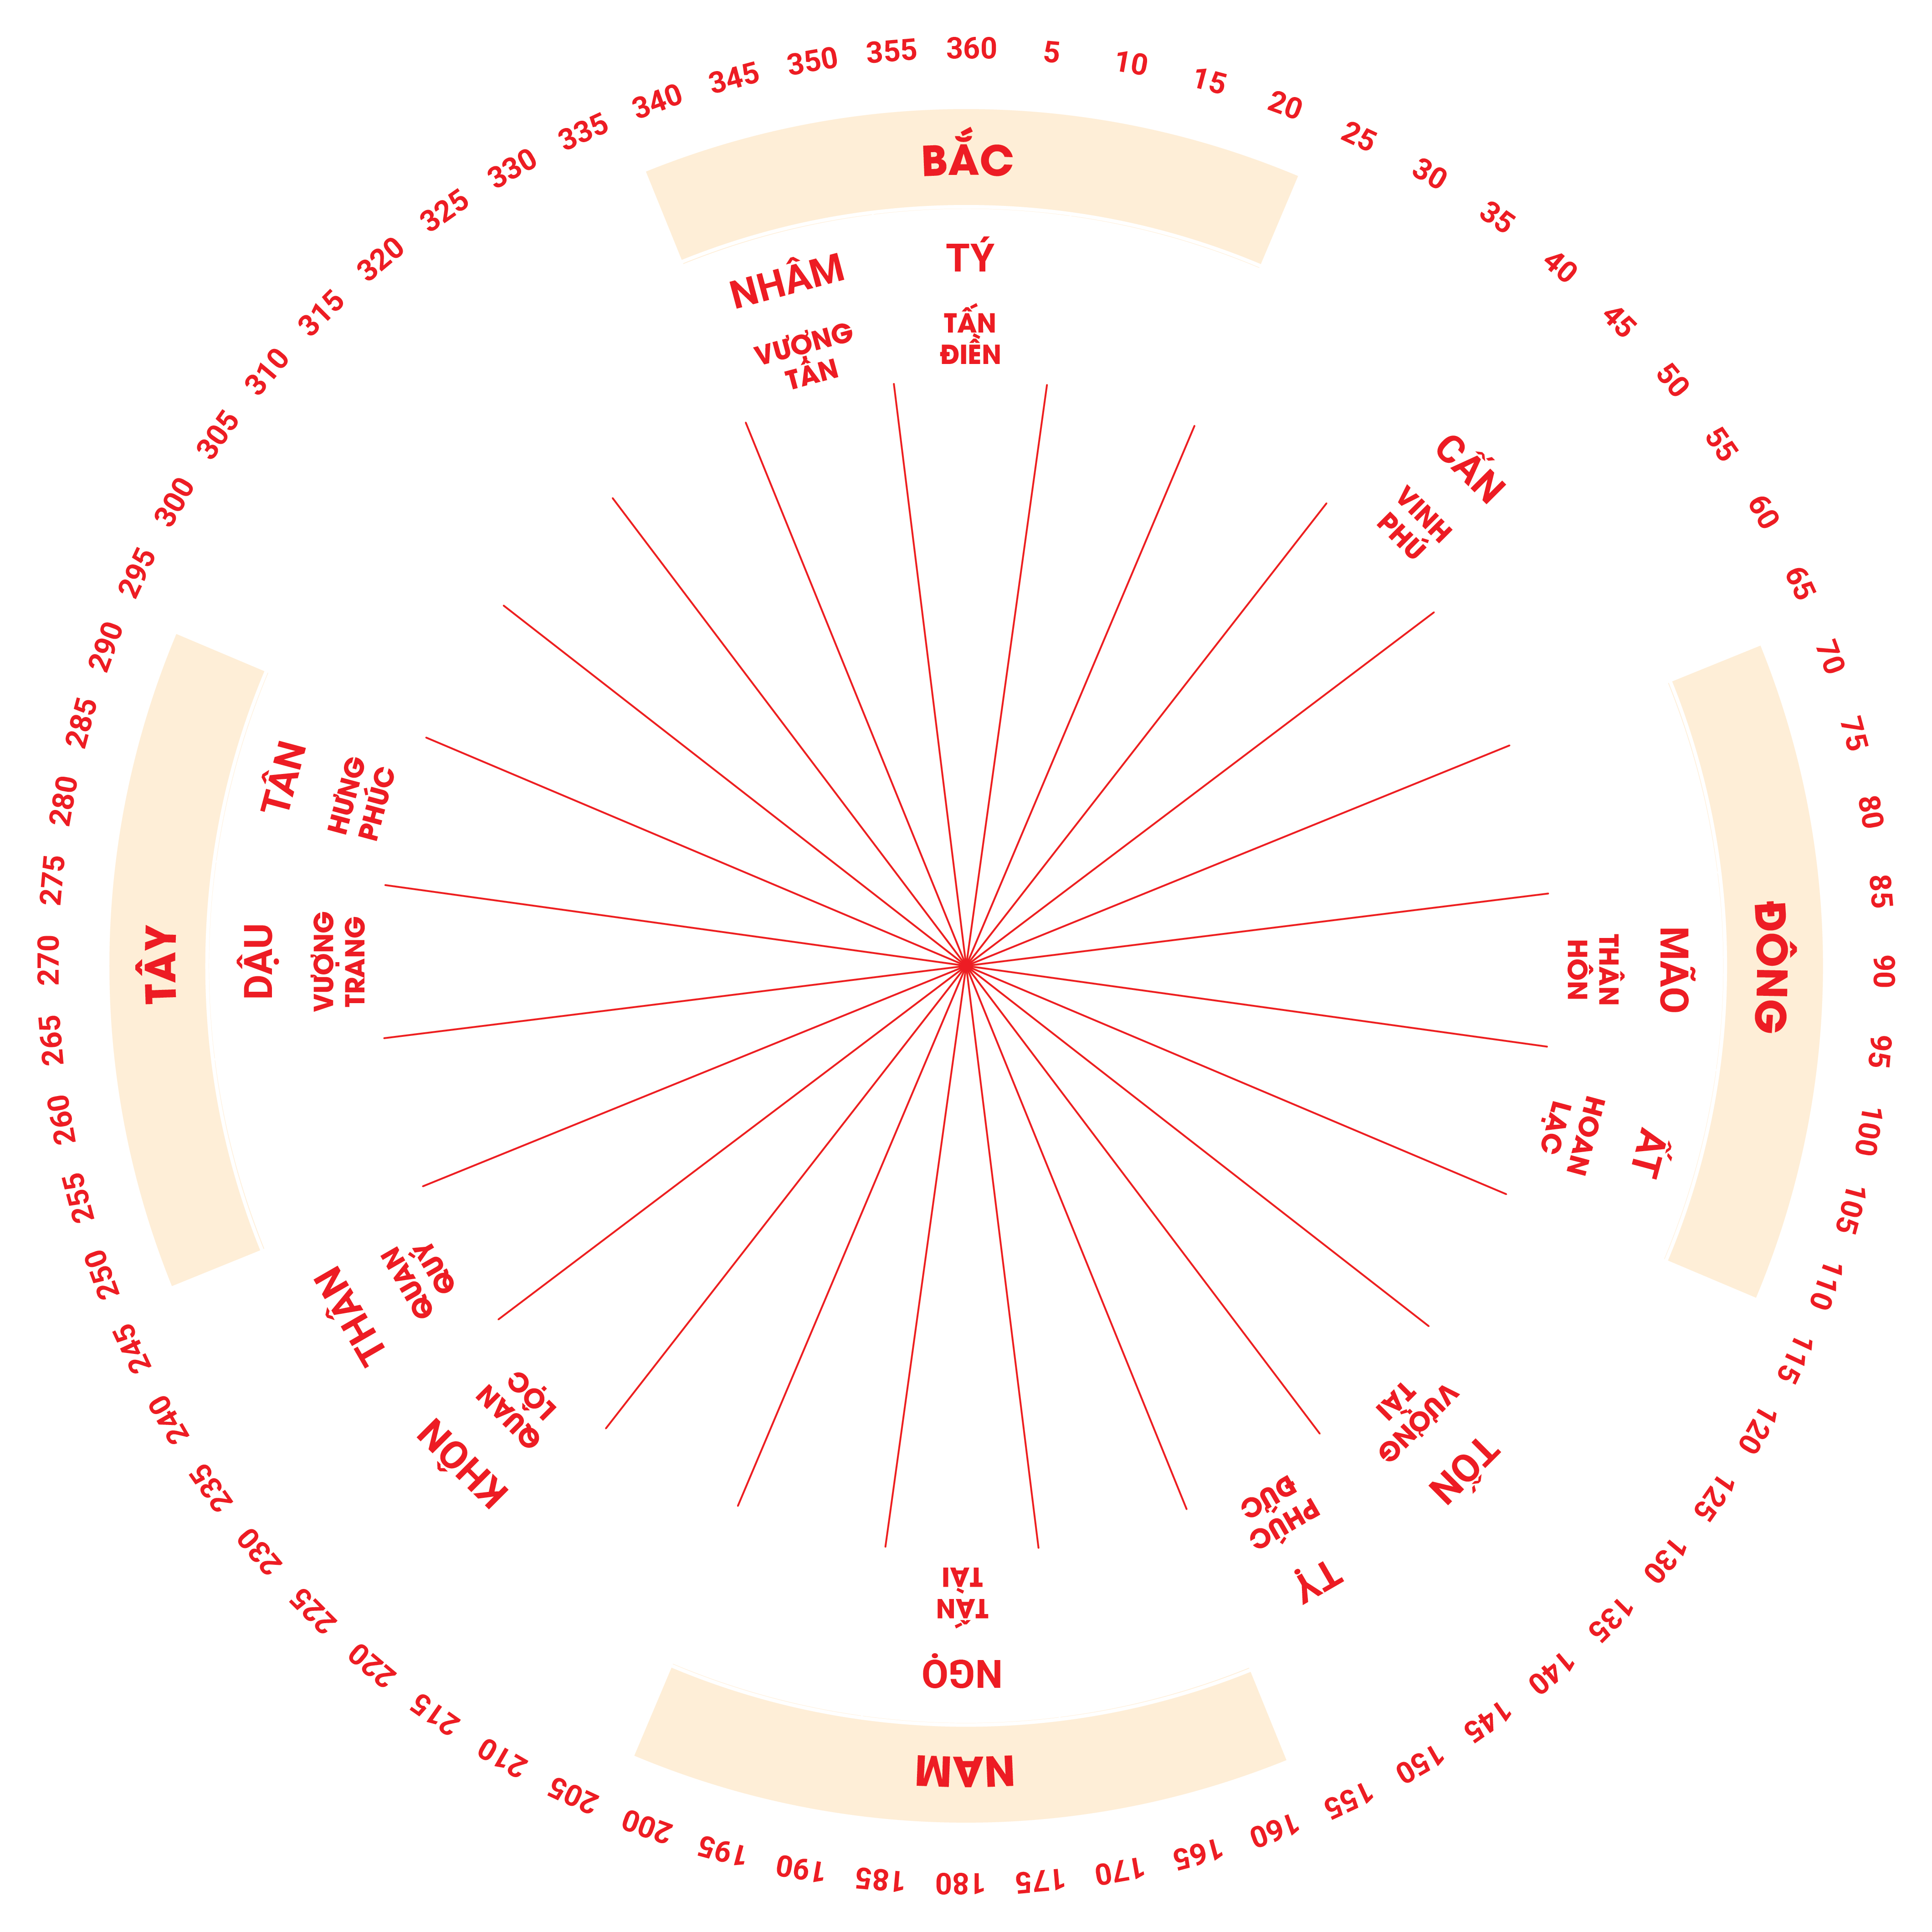 360
5
10
15
20
25
30
35
40
45
50
55
60
65
70
75
80
85
90
95
100
105
110
115
120
125
130
135
140
145
150
155
160
165
170
175
180
185
190
195
200
205
210
215
220
225
230
235
240
245
250
255
260
265
270
275
280
285
290
295
300
305
310
315
320
325
330
335
340
345
350
355
BẮC
TÝ
TẤN
ĐIỀN
CẤN
VINH
PHÚ
ĐÔNG
MÃO
THÂN
HÔN
ẤT
HOAN
LẠC
TỐN
VƯỢNG
TÀI
TỴ
PHÚC
ĐỨC
NAM
NGỌ
TẤN
TÀI
KHÔN
QUAN
LỘC
THÂN
QUAN
QUÝ
TÂY
DẬU
VƯỢNG
TRANG
TÂN
HƯNG
PHÚC
NHÂM
VƯỢNG
TÂN